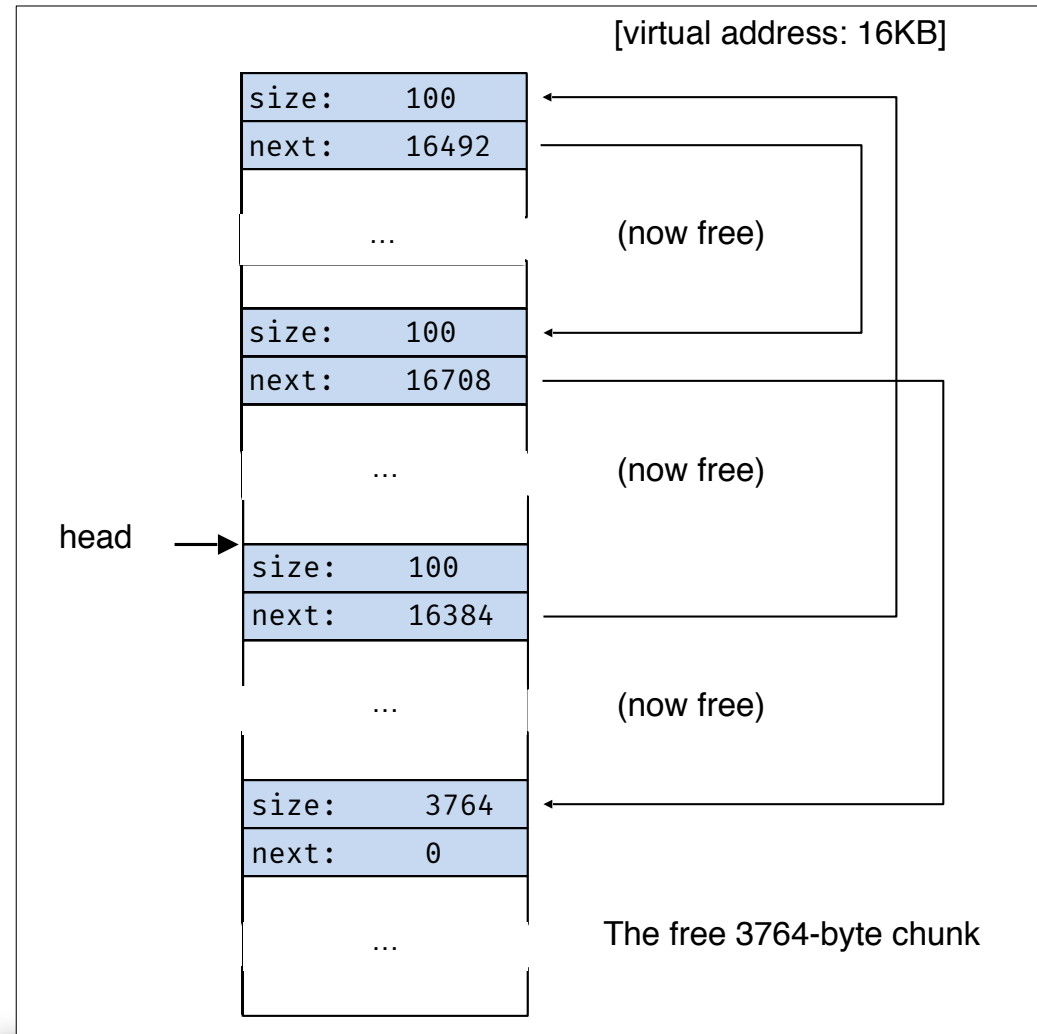 [virtual address: 16KB]
size: 100
next: 16492
... (now free)
size: 100
next: 16708
... (now free)
head
size: 100
next: 16384
... (now free)
size: 3764
next: 0
... The free 3764-byte chunk